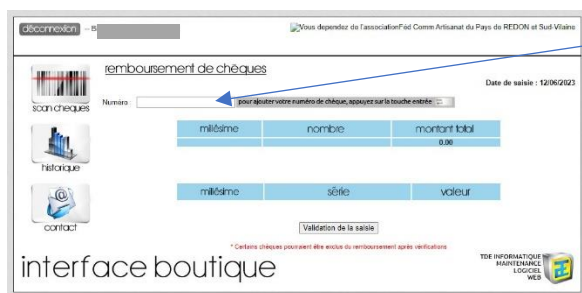 déconnexion - B
Vous dependez de l'associationFéd Comm Artisanat du Pays de REDON et Sud-Vilaine
remboursement de chèques
Date de saisie : 12/06/2023
Numéro pour ajouter votre numéro de chèque, appuyez sur la touche entrée
scan cheques
millésime nombre montant total
0.00
historique
millésime série valeur
contact
Validation de la saisie
* Certains chèques pourraient être exclus du remboursement après vérifications
interface boutique
TDE INFORMATIQUE
MAINTENANCE
LOGICIEL
WEB